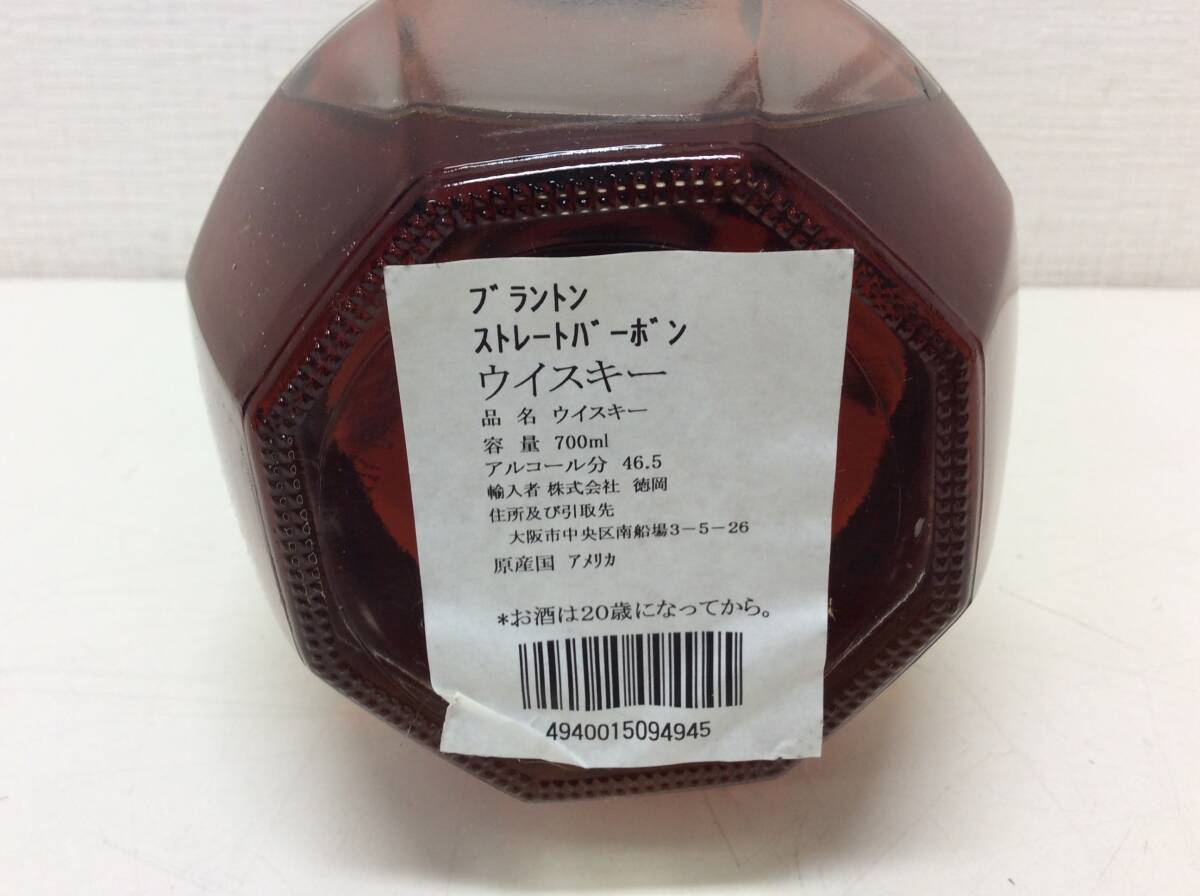 ﾌﾞﾗﾝﾄﾝ
ｽﾄﾚｰﾄﾊﾞｰﾎﾞﾝ
ウイスキー
品 名 ウイスキー
容 量 700ml
アルコール分 46.5
輸入者 株式会社 徳岡
住所及び引取先
大阪市中央区南船場3-5-26
原産国 ｱﾒﾘｶ
*お酒は20歳になってから。
4940015094945